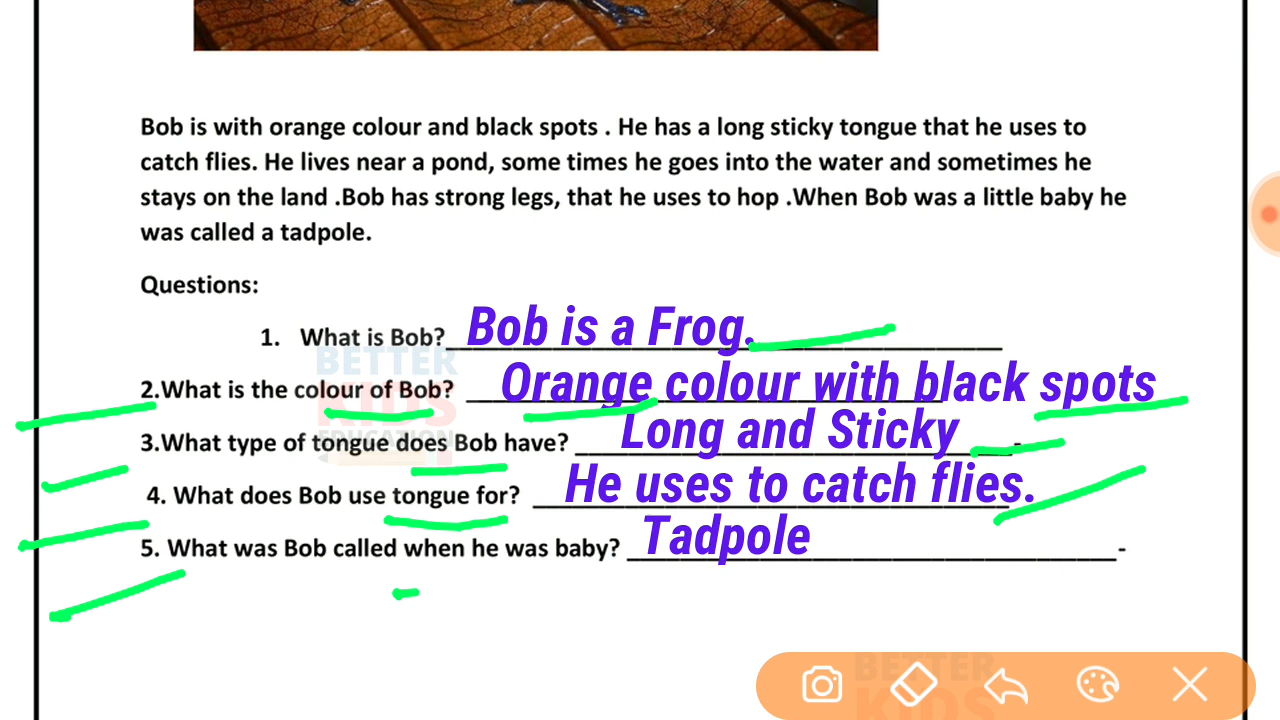 Bob is with orange colour and black spots . He has a long sticky tongue that he uses to
catch flies. He lives near a pond, some times he goes into the water and sometimes he
stays on the land .Bob has strong legs, that he uses to hop .When Bob was a little baby he
was called a tadpole.
Questions:
1. What is Bob? Bob is a Frog.
2.What is the colour of Bob? Orange colour with black spots
3.What type of tongue does Bob have? Long and Sticky
4. What does Bob use tongue for? He uses to catch flies.
5. What was Bob called when he was baby? Tadpole
BETTER
KIDS
EDUCATION
BETTER
KIDS